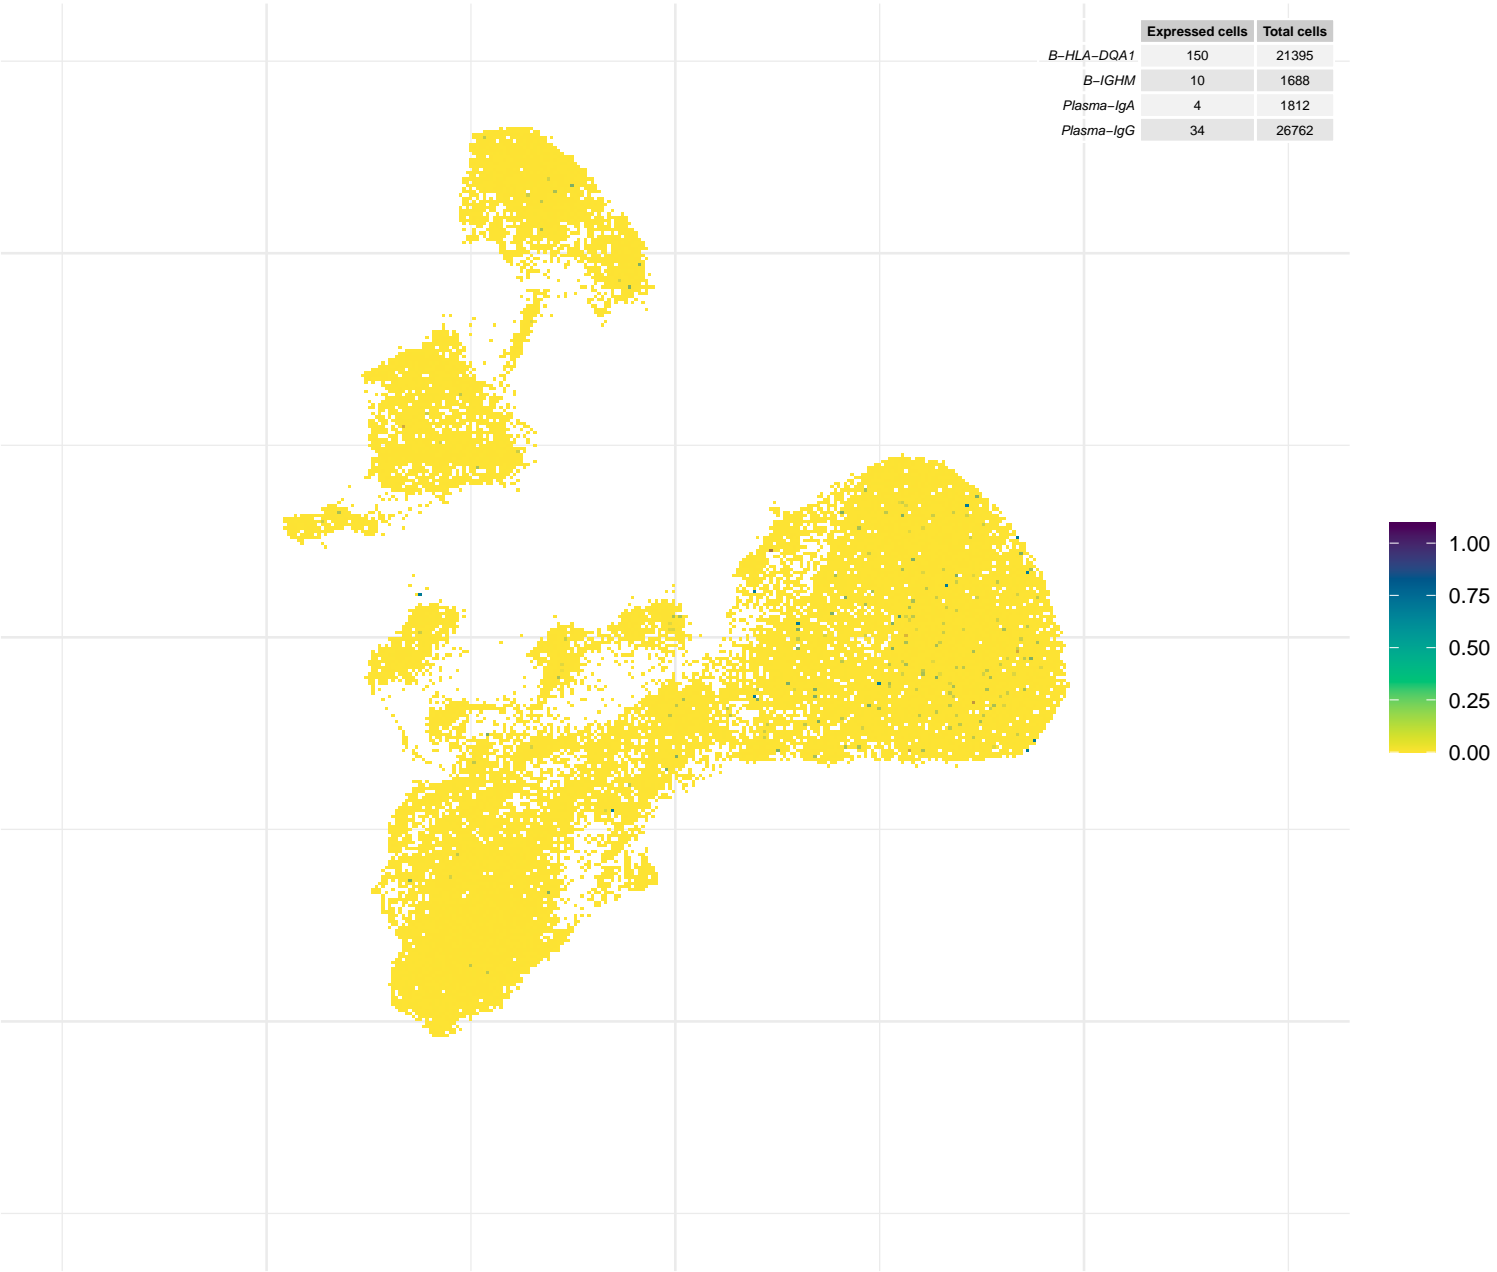 Expressed cells Total cells
B−HLA−DQA1 150 21395
B−IGHM 10 1688
Plasma−IgA 4 1812
Plasma−IgG 34 26762
1.00
0.75
0.50
0.25
0.00